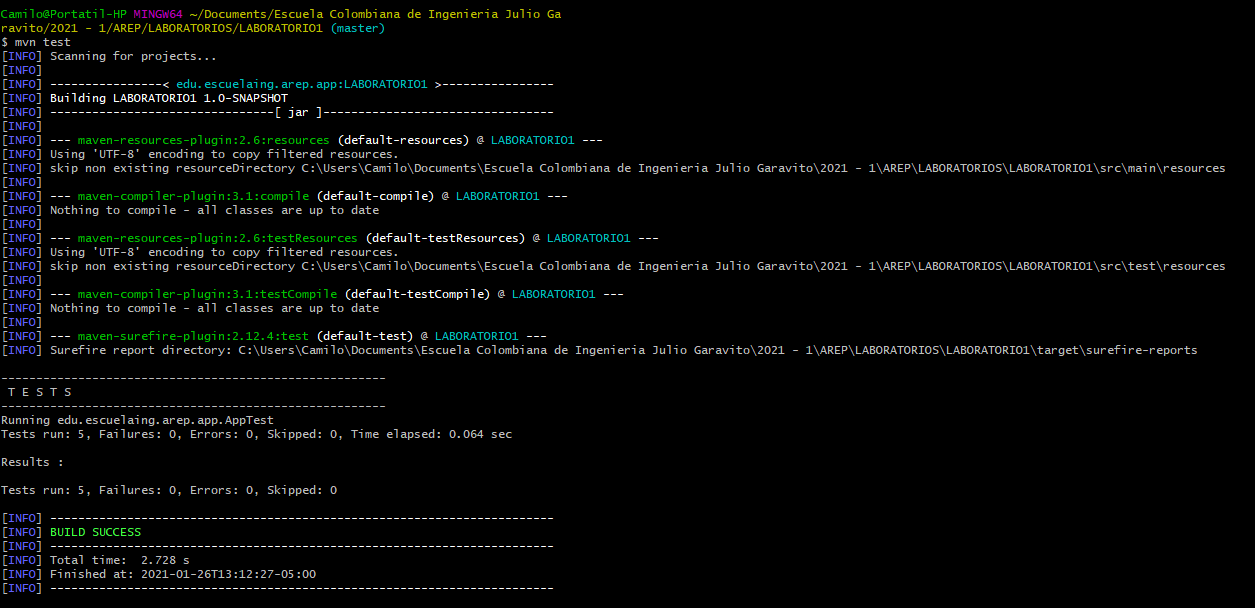 Camilo@Portatil-HP MINGW64 ~/Documents/Escuela Colombiana de Ingenieria Julio Ga
ravito/2021 - 1/AREP/LABORATORIOS/LABORATORIO1 (master)
$ mvn test
[INFO] Scanning for projects...
[INFO]
[INFO] ----------------< edu.escuelaing.arep.app:LABORATORIO1 >----------------
[INFO] Building LABORATORIO1 1.0-SNAPSHOT
[INFO] --------------------------------[ jar ]---------------------------------
[INFO]
[INFO] --- maven-resources-plugin:2.6:resources (default-resources) @ LABORATORIO1 ---
[INFO] Using 'UTF-8' encoding to copy filtered resources.
[INFO] skip non existing resourceDirectory C:\Users\Camilo\Documents\Escuela Colombiana de Ingenieria Julio Garavito\2021 - 1\AREP\LABORATORIOS\LABORATORIO1\src\main\resources
[INFO]
[INFO] --- maven-compiler-plugin:3.1:compile (default-compile) @ LABORATORIO1 ---
[INFO] Nothing to compile - all classes are up to date
[INFO]
[INFO] --- maven-resources-plugin:2.6:testResources (default-testResources) @ LABORATORIO1 ---
[INFO] Using 'UTF-8' encoding to copy filtered resources.
[INFO] skip non existing resourceDirectory C:\Users\Camilo\Documents\Escuela Colombiana de Ingenieria Julio Garavito\2021 - 1\AREP\LABORATORIOS\LABORATORIO1\src\test\resources
[INFO]
[INFO] --- maven-compiler-plugin:3.1:testCompile (default-testCompile) @ LABORATORIO1 ---
[INFO] Nothing to compile - all classes are up to date
[INFO]
[INFO] --- maven-surefire-plugin:2.12.4:test (default-test) @ LABORATORIO1 ---
[INFO] Surefire report directory: C:\Users\Camilo\Documents\Escuela Colombiana de Ingenieria Julio Garavito\2021 - 1\AREP\LABORATORIOS\LABORATORIO1\target\surefire-reports
-------------------------------------------------------
T E S T S
-------------------------------------------------------
Running edu.escuelaing.arep.app.AppTest
Tests run: 5, Failures: 0, Errors: 0, Skipped: 0, Time elapsed: 0.064 sec
Results :
Tests run: 5, Failures: 0, Errors: 0, Skipped: 0
[INFO] ------------------------------------------------------------------------
[INFO] BUILD SUCCESS
[INFO] ------------------------------------------------------------------------
[INFO] Total time:  2.728 s
[INFO] Finished at: 2021-01-26T13:12:27-05:00
[INFO] ------------------------------------------------------------------------